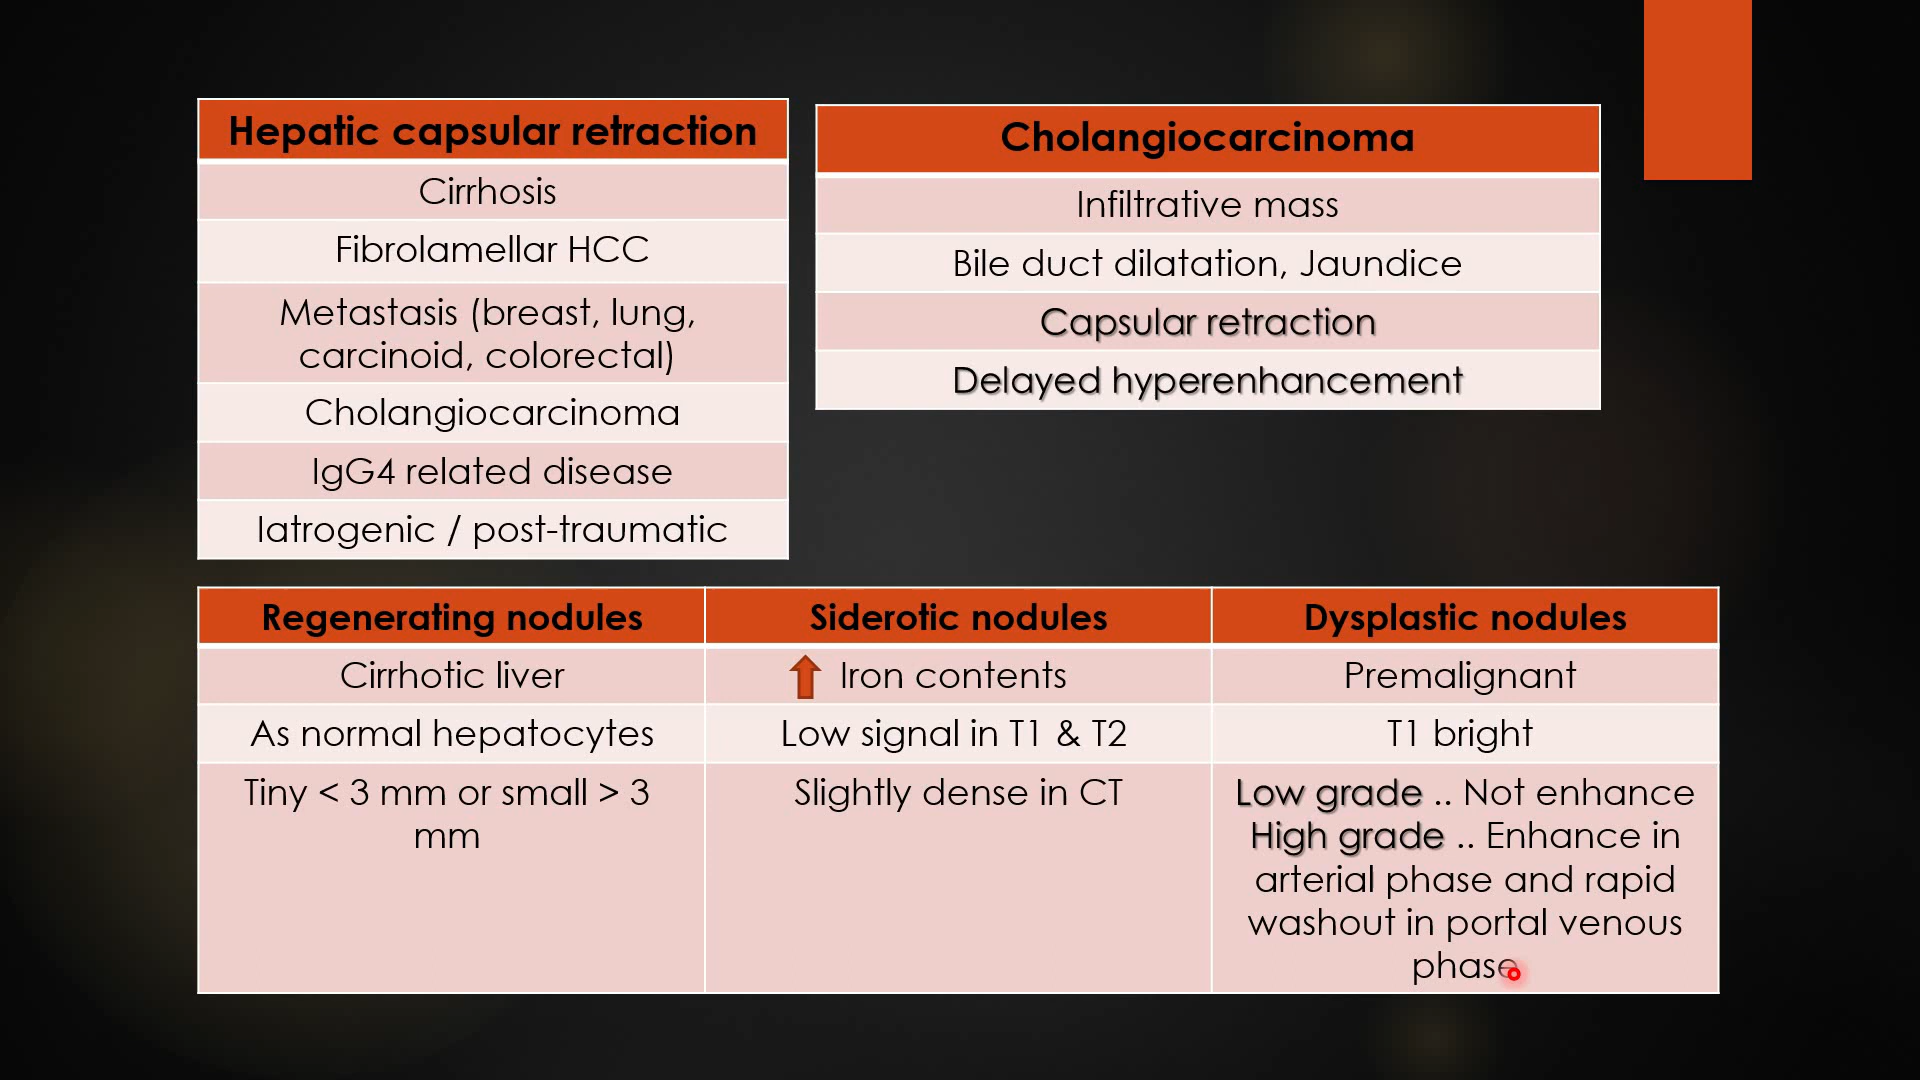 Hepatic capsular retraction
Cirrhosis
Fibrolamellar HCC
Metastasis (breast, lung,
carcinoid, colorectal)
Cholangiocarcinoma
IgG4 related disease
Iatrogenic / post-traumatic
Cholangiocarcinoma
Infiltrative mass
Bile duct dilatation, Jaundice
Capsular retraction
Delayed hyperenhancement
Regenerating nodules
Cirrhotic liver
As normal hepatocytes
Tiny < 3 mm or small > 3
mm
Siderotic nodules
Iron contents
Low signal in T1 & T2
Slightly dense in CT
Dysplastic nodules
Premalignant
T1 bright
Low grade .. Not enhance
High grade .. Enhance in
arterial phase and rapid
washout in portal venous
phase